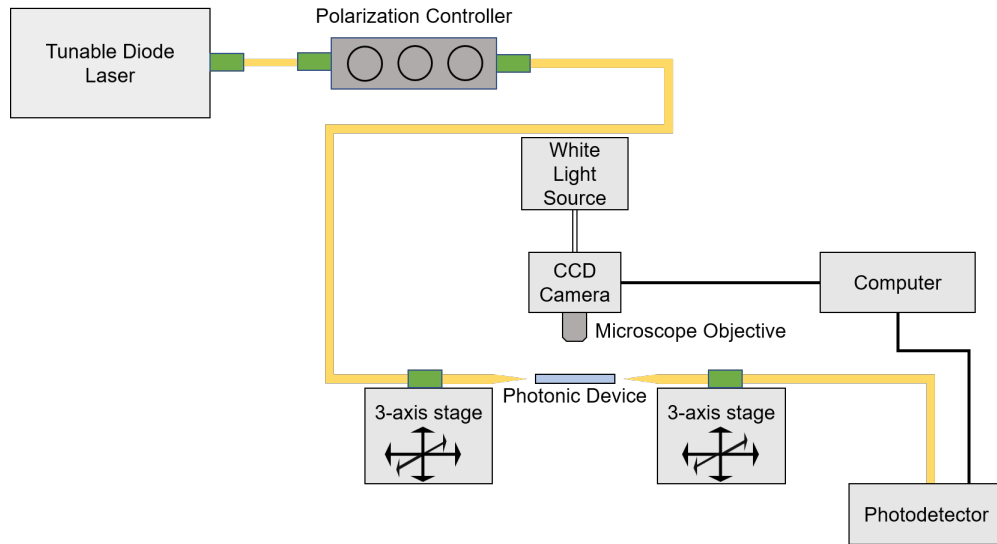 Polarization Controller
Tunable Diode
Laser
White
Light
Source
CCD
Camera
Computer
Microscope Objective
Photonic Device
3-axis stage
3-axis stage
Photodetector